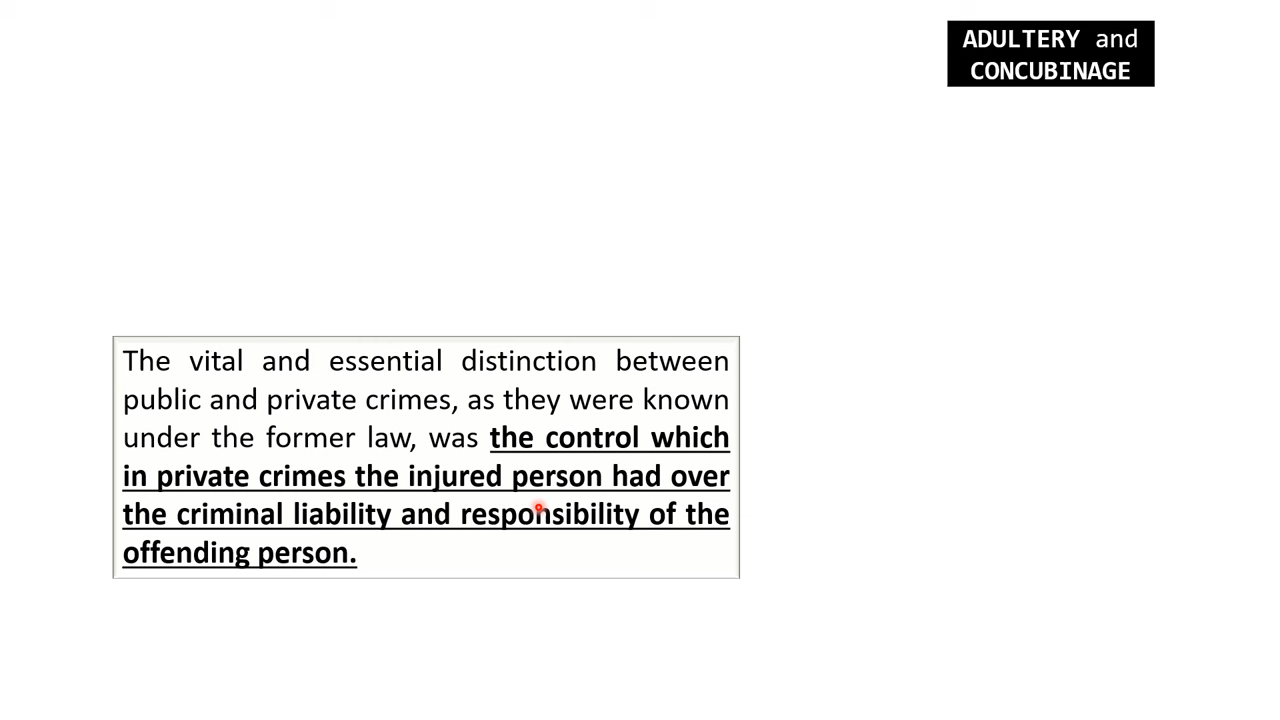 ADULTERY and
CONCUBINAGE
The vital and essential distinction between
public and private crimes, as they were known
under the former law, was the control which
in private crimes the injured person had over
the criminal liability and responsibility of the
offending person.